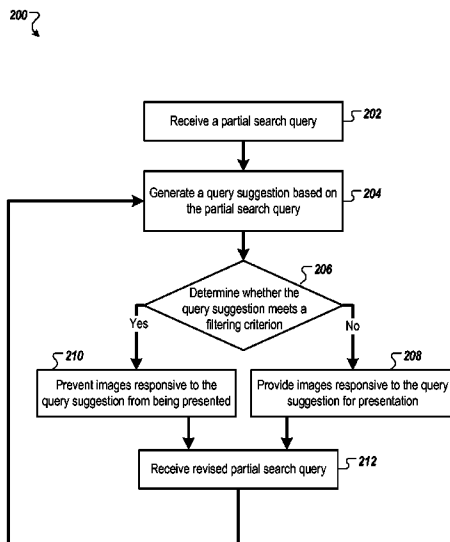 200
Receive a partial search query
202
Generate a query suggestion based on
the partial search query
204
206
Determine whether the
query suggestion meets a
filtering criterion
Yes
No
210
208
Prevent images responsive to the
query suggestion from being presented
Provide images responsive to the query
suggestion for presentation
Receive revised partial search query
212